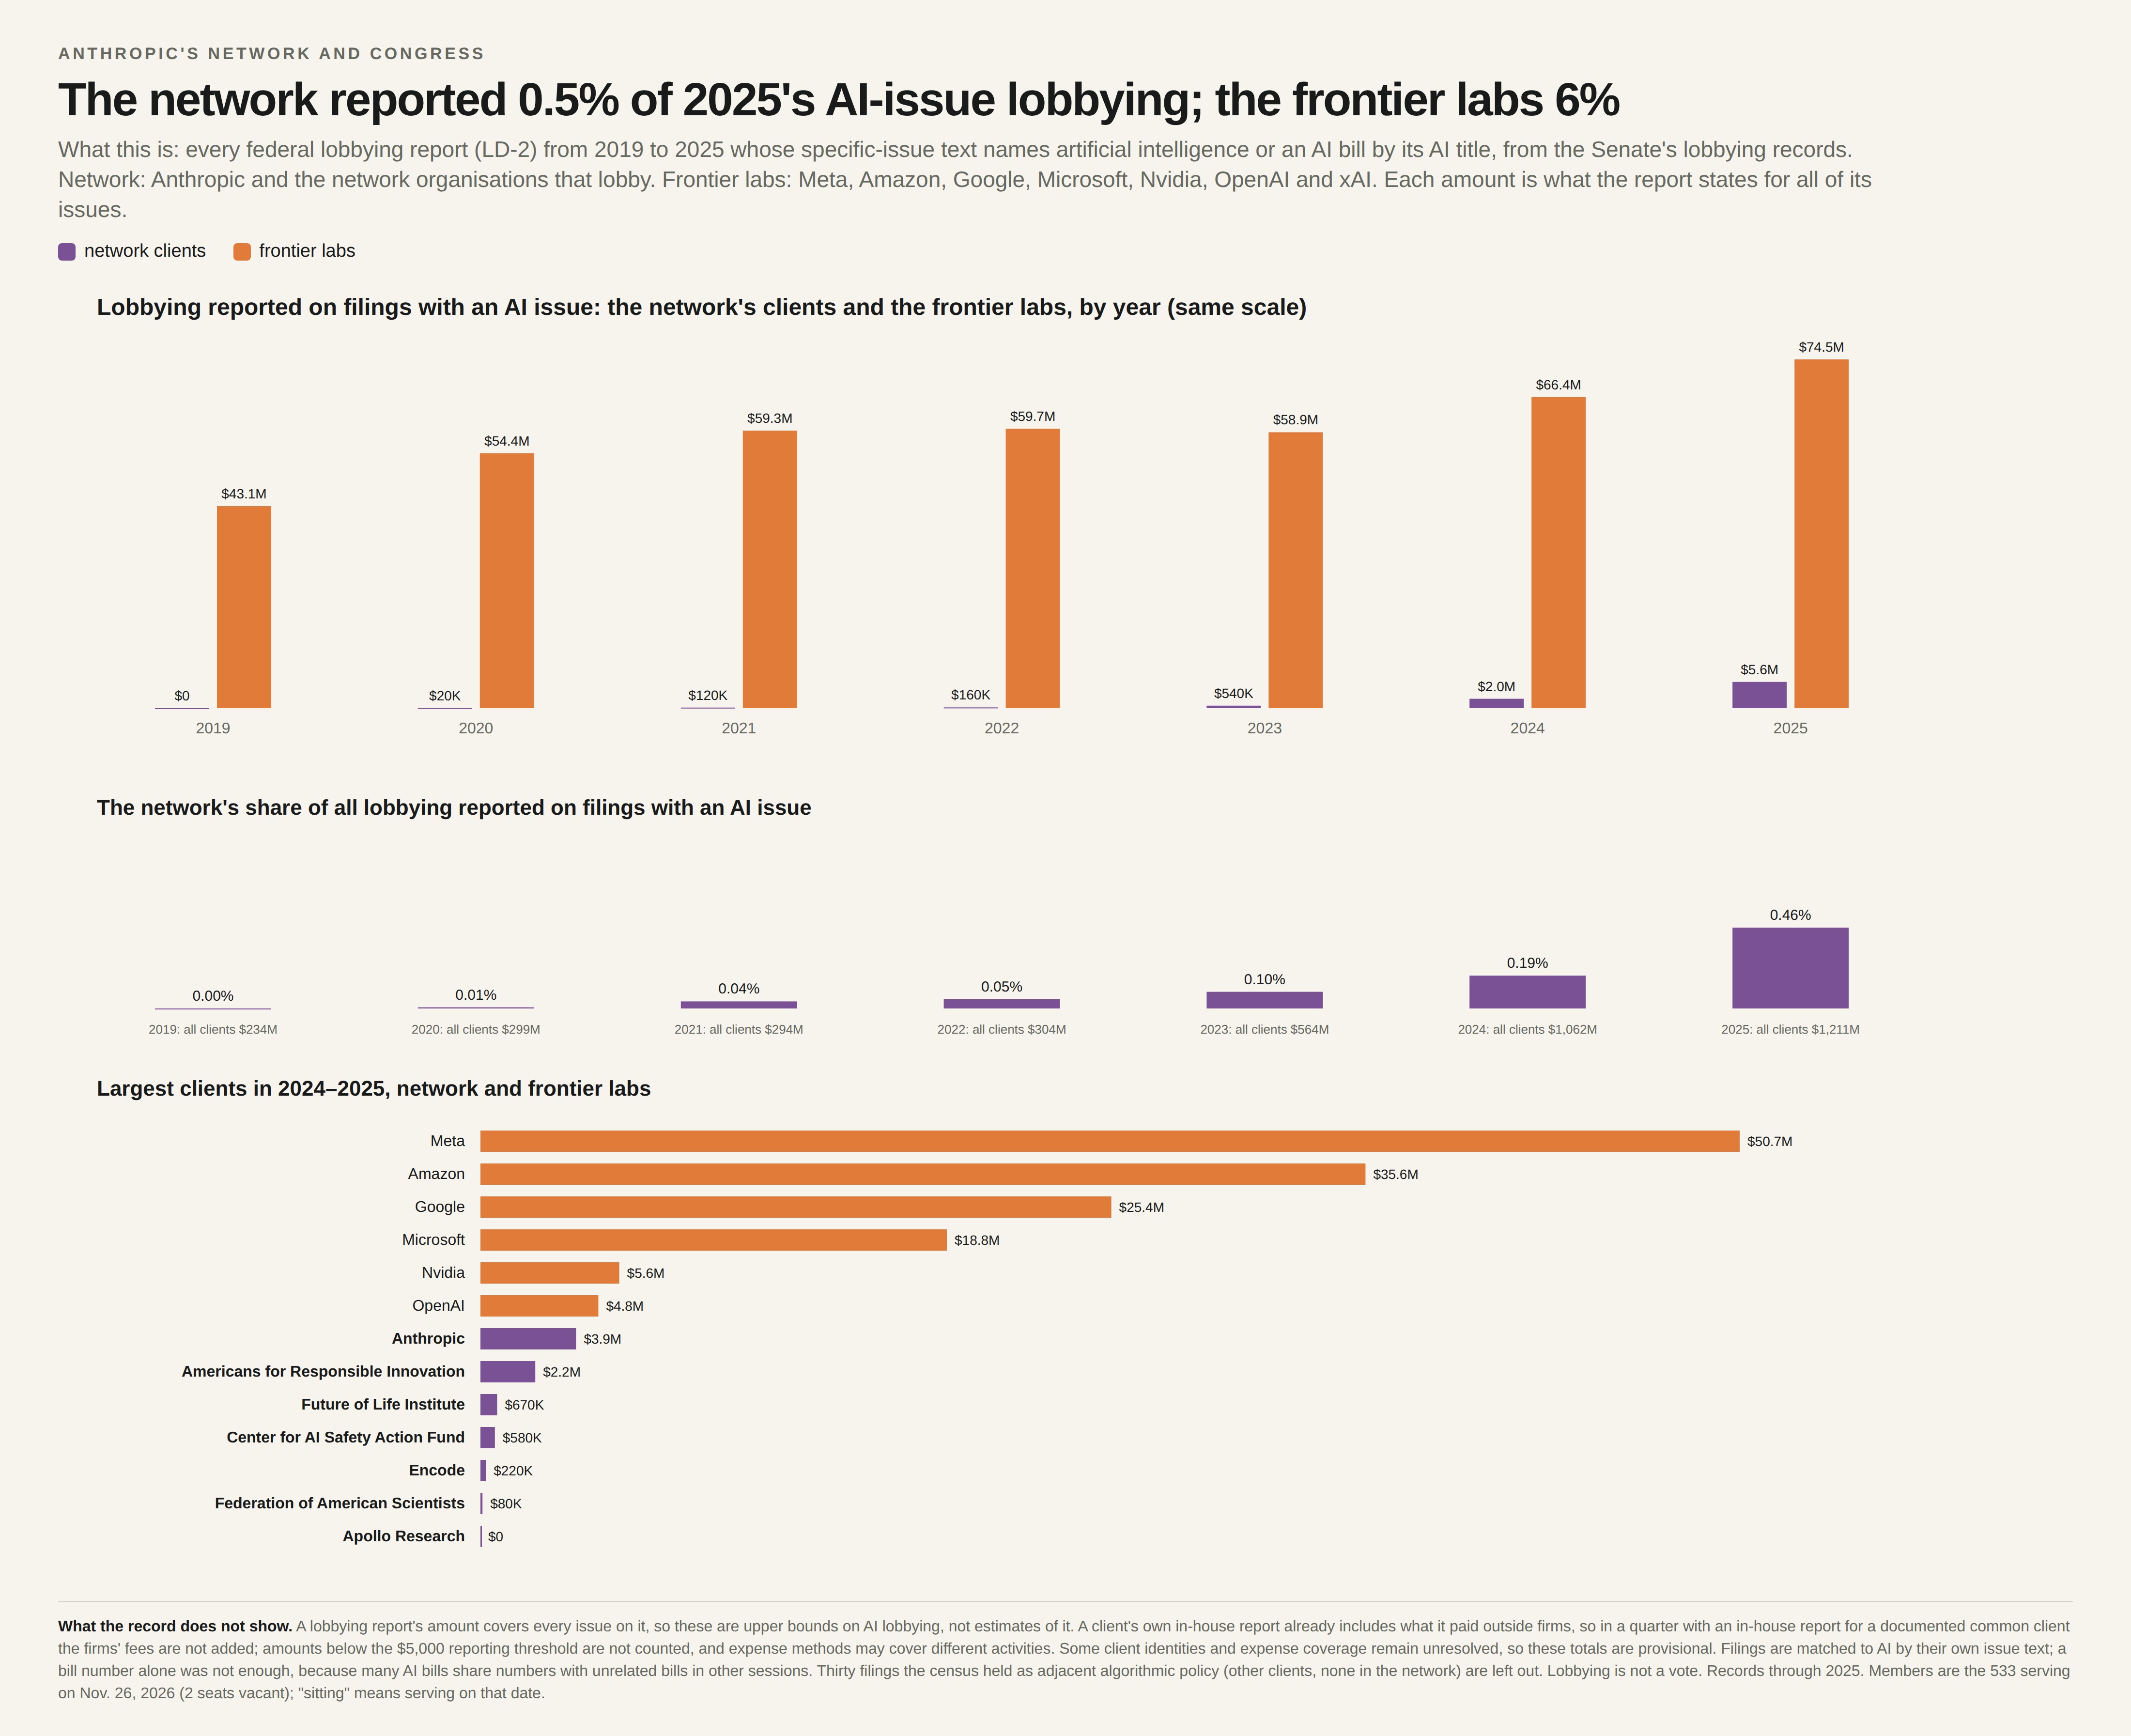 ANTHROPIC'S NETWORK AND CONGRESS
The network reported 0.5% of 2025's AI-issue lobbying; the frontier labs 6%
What this is: every federal lobbying report (LD-2) from 2019 to 2025 whose specific-issue text names artificial intelligence or an AI bill by its AI title, from the Senate's lobbying records.
Network: Anthropic and the network organisations that lobby. Frontier labs: Meta, Amazon, Google, Microsoft, Nvidia, OpenAI and xAI. Each amount is what the report states for all of its
issues.
network clients frontier labs
Lobbying reported on filings with an AI issue: the network's clients and the frontier labs, by year (same scale)
$0 $43.1M
$20K $54.4M
$120K $59.3M
$160K $59.7M
$540K $58.9M
$2.0M $66.4M
$5.6M $74.5M
2019 2020 2021 2022 2023 2024 2025
The network's share of all lobbying reported on filings with an AI issue
0.00% 0.01% 0.04% 0.05% 0.10% 0.19% 0.46%
2019: all clients $234M 2020: all clients $299M 2021: all clients $294M 2022: all clients $304M 2023: all clients $564M 2024: all clients $1,062M 2025: all clients $1,211M
Largest clients in 2024–2025, network and frontier labs
Meta $50.7M
Amazon $35.6M
Google $25.4M
Microsoft $18.8M
Nvidia $5.6M
OpenAI $4.8M
Anthropic $3.9M
Americans for Responsible Innovation $2.2M
Future of Life Institute $670K
Center for AI Safety Action Fund $580K
Encode $220K
Federation of American Scientists $80K
Apollo Research $0
What the record does not show. A lobbying report's amount covers every issue on it, so these are upper bounds on AI lobbying, not estimates of it. A client's own in-house report already includes what it paid outside firms, so in a quarter with an in-house report for a documented common client
the firms' fees are not added; amounts below the $5,000 reporting threshold are not counted, and expense methods may cover different activities. Some client identities and expense coverage remain unresolved, so these totals are provisional. Filings are matched to AI by their own issue text; a
bill number alone was not enough, because many AI bills share numbers with unrelated bills in other sessions. Thirty filings the census held as adjacent algorithmic policy (other clients, none in the network) are left out. Lobbying is not a vote. Records through 2025. Members are the 533 serving
on Nov. 26, 2026 (2 seats vacant); "sitting" means serving on that date.